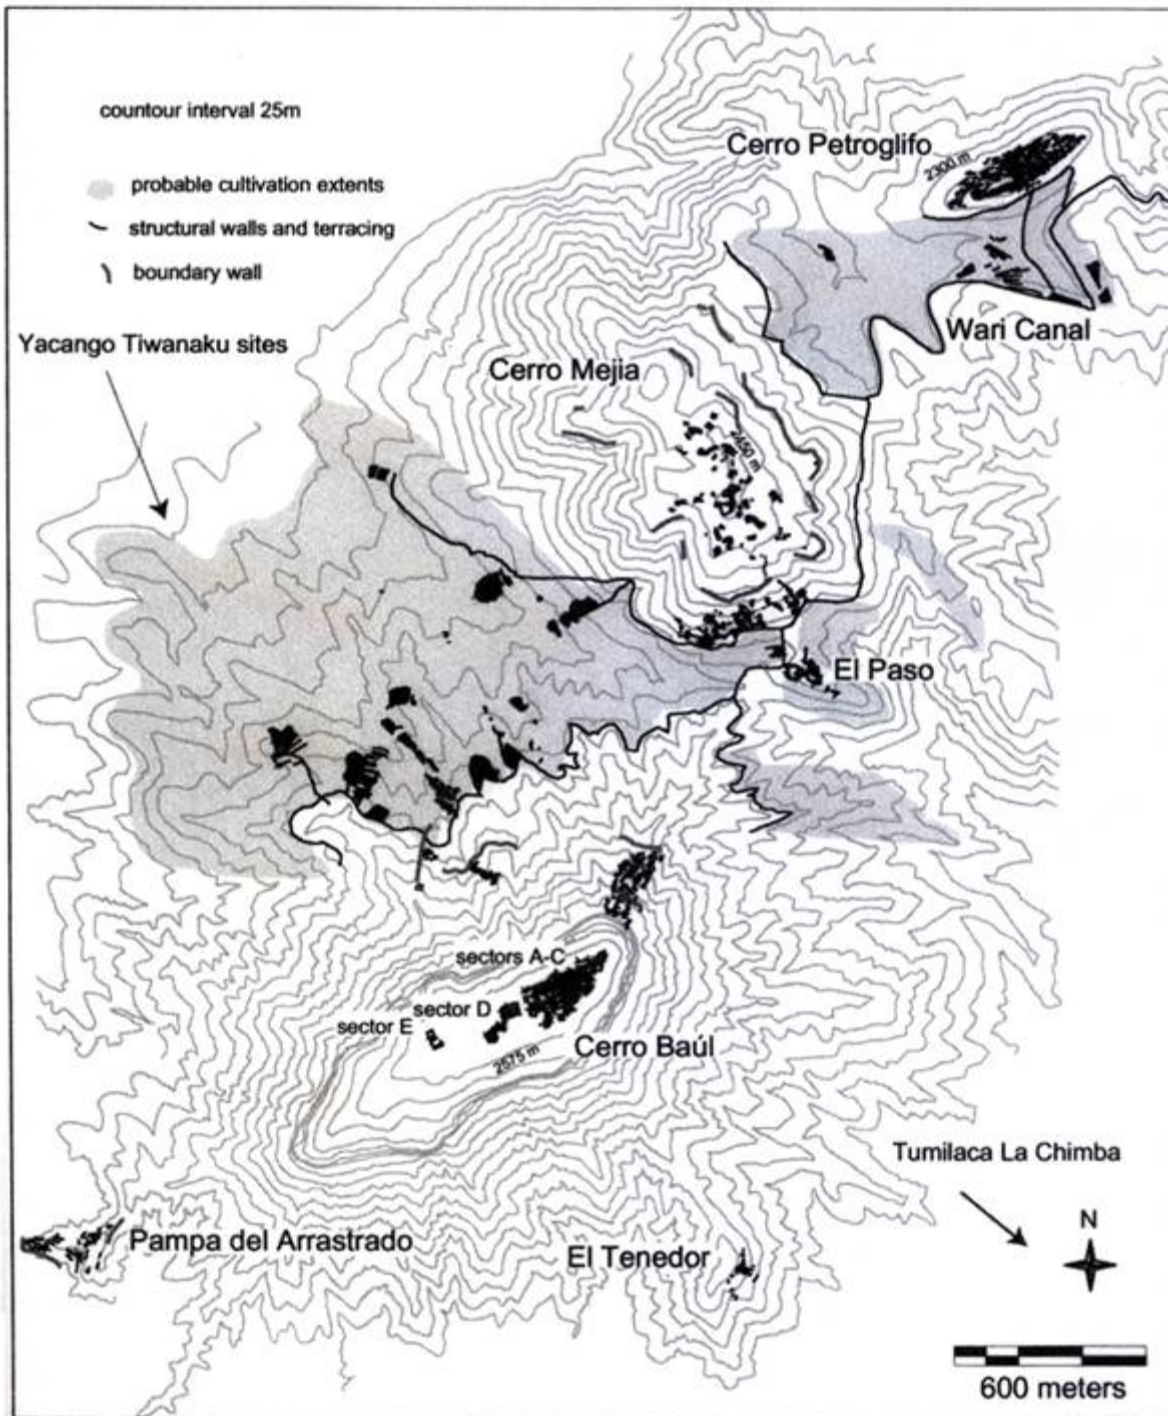 countour interval 25m
probable cultivation extents
structural walls and terracing
boundary wall
Yacango Tiwanaku sites
Cerro Petroglifo
2300 m
Wari Canal
Cerro Mejia
2450 m
El Paso
sectors A-C
sector D
sector E
Cerro Baúl
2575 m
Tumilaca La Chimba
N
Pampa del Arrastrado
El Tenedor
600 meters